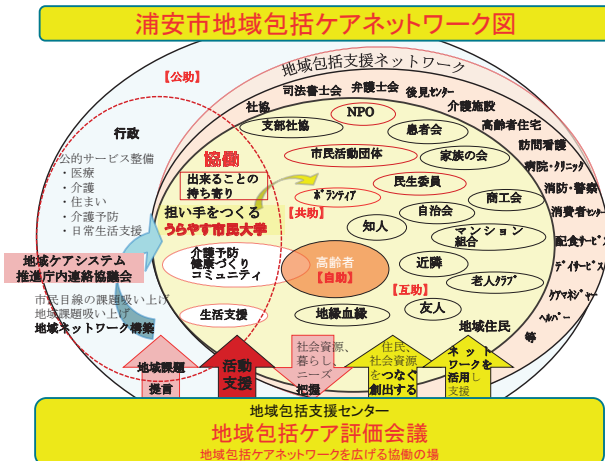 浦安市地域包括ケアネットワーク図
地域包括支援ネットワーク
【公助】
行政
公的サービス整備
・医療
・介護
・住まい
・介護予防
・日常生活支援
地域ケアシステム
推進庁内連絡協議会
市民目線の課題吸い上げ
地域課題吸い上げ
地域ネットワーク構築
社協
司法書士会
弁護士会
後見センター
介護施設
高齢者住宅
訪問看護
病院・クリニック
消防・警察
消費者センター
配食サービス
デイサービス
ケアマネジャー
ヘルパー
等
支部社協
NPO
患者会
市民活動団体
家族の会
民生委員
ボランティア
商工会
【共助】
自治会
知人
マンション
組合
近隣
老人クラブ
【互助】
友人
地縁血縁
地域住民
高齢者
【自助】
協働
出来ることの
持ち寄り
担い手をつくる
うらやす市民大学
介護予防
健康づくり
コミュニティ
生活支援
地域課題
提言
活動
支援
社会資源、
暮らし、
ニーズ
把握
住民、
社会資源
をつなぐ
創出する
ネット
ワークを
活用し
支援
地域包括支援センター
地域包括ケア評価会議
地域包括ケアネットワークを広げる協働の場